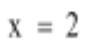 x = 2